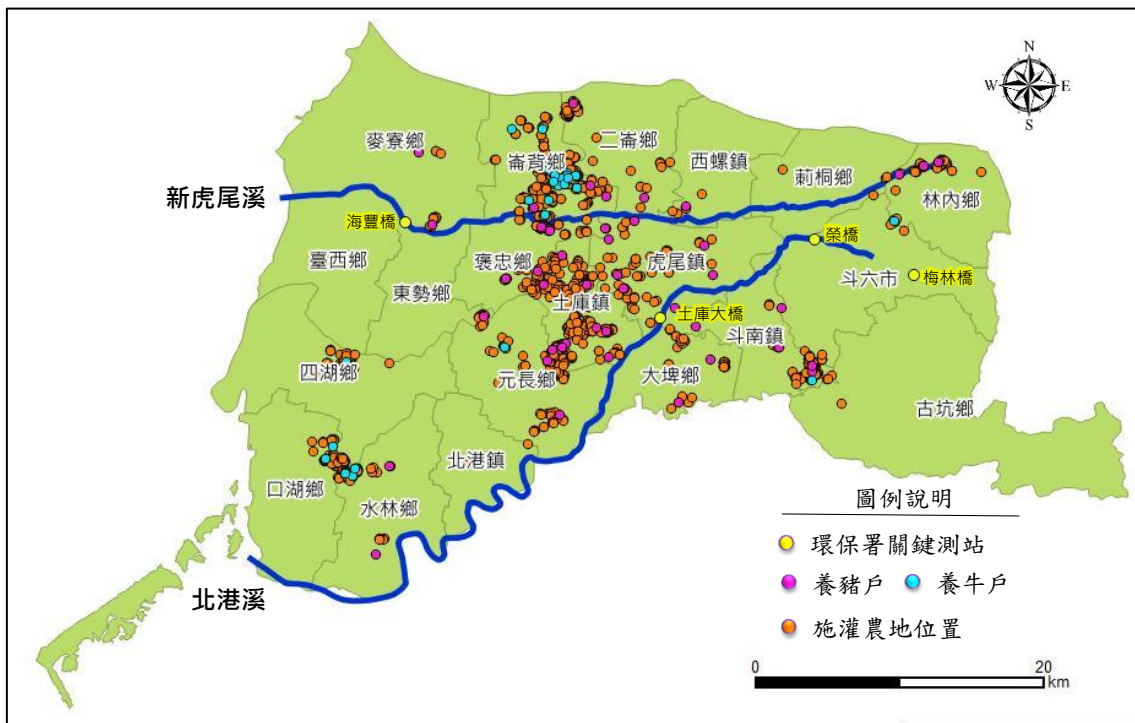 N
W E
S
麥寮鄉
崙背鄉
二崙鄉
西螺鎮
莿桐鄉
林內鄉
新虎尾溪
海豐橋
榮橋
臺西鄉
東勢鄉
褒忠鄉
虎尾鎮
斗六市
梅林橋
土庫鎮
土庫大橋
斗南鎮
四湖鄉
元長鄉
大埤鄉
古坑鄉
北港鎮
口湖鄉
水林鄉
北港溪
圖例說明
環保署關鍵測站
養豬戶 養牛戶
施灌農地位置
0 20
km